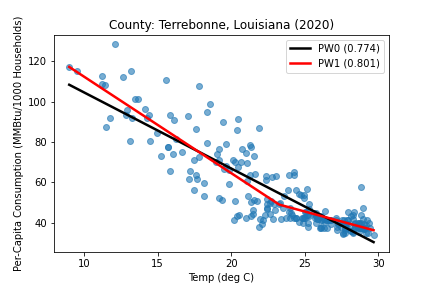 County: Terrebonne, Louisiana (2020)
Per-Capita Consumption (MMBtu/1000 Households)
120
100
80
60
40
PW0 (0.774)
PW1 (0.801)
10 15 20 25 30
Temp (deg C)